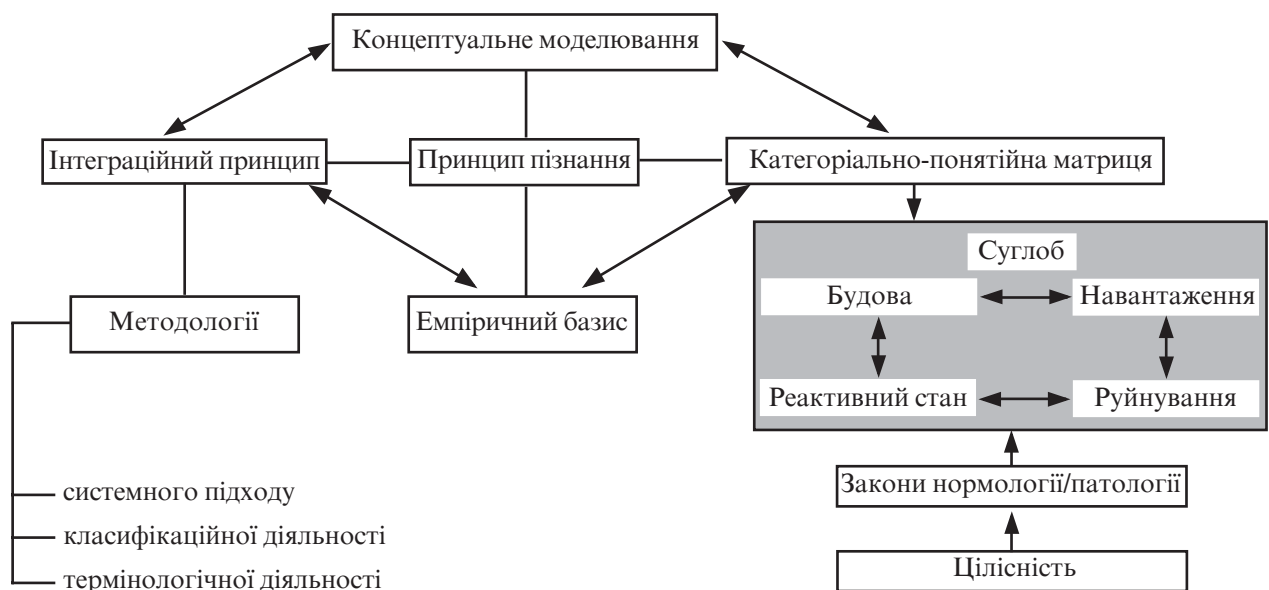 Концептуальне моделювання
Інтеграційний принцип
Принцип пізнання
Категоріально-понятійна матриця
Суглоб
Будова
Навантаження
Реактивний стан
Руйнування
Методології
Емпіричний базис
системного підходу
класифікаційної діяльності
термінологічної діяльності
Закони нормології/патології
Цілісність